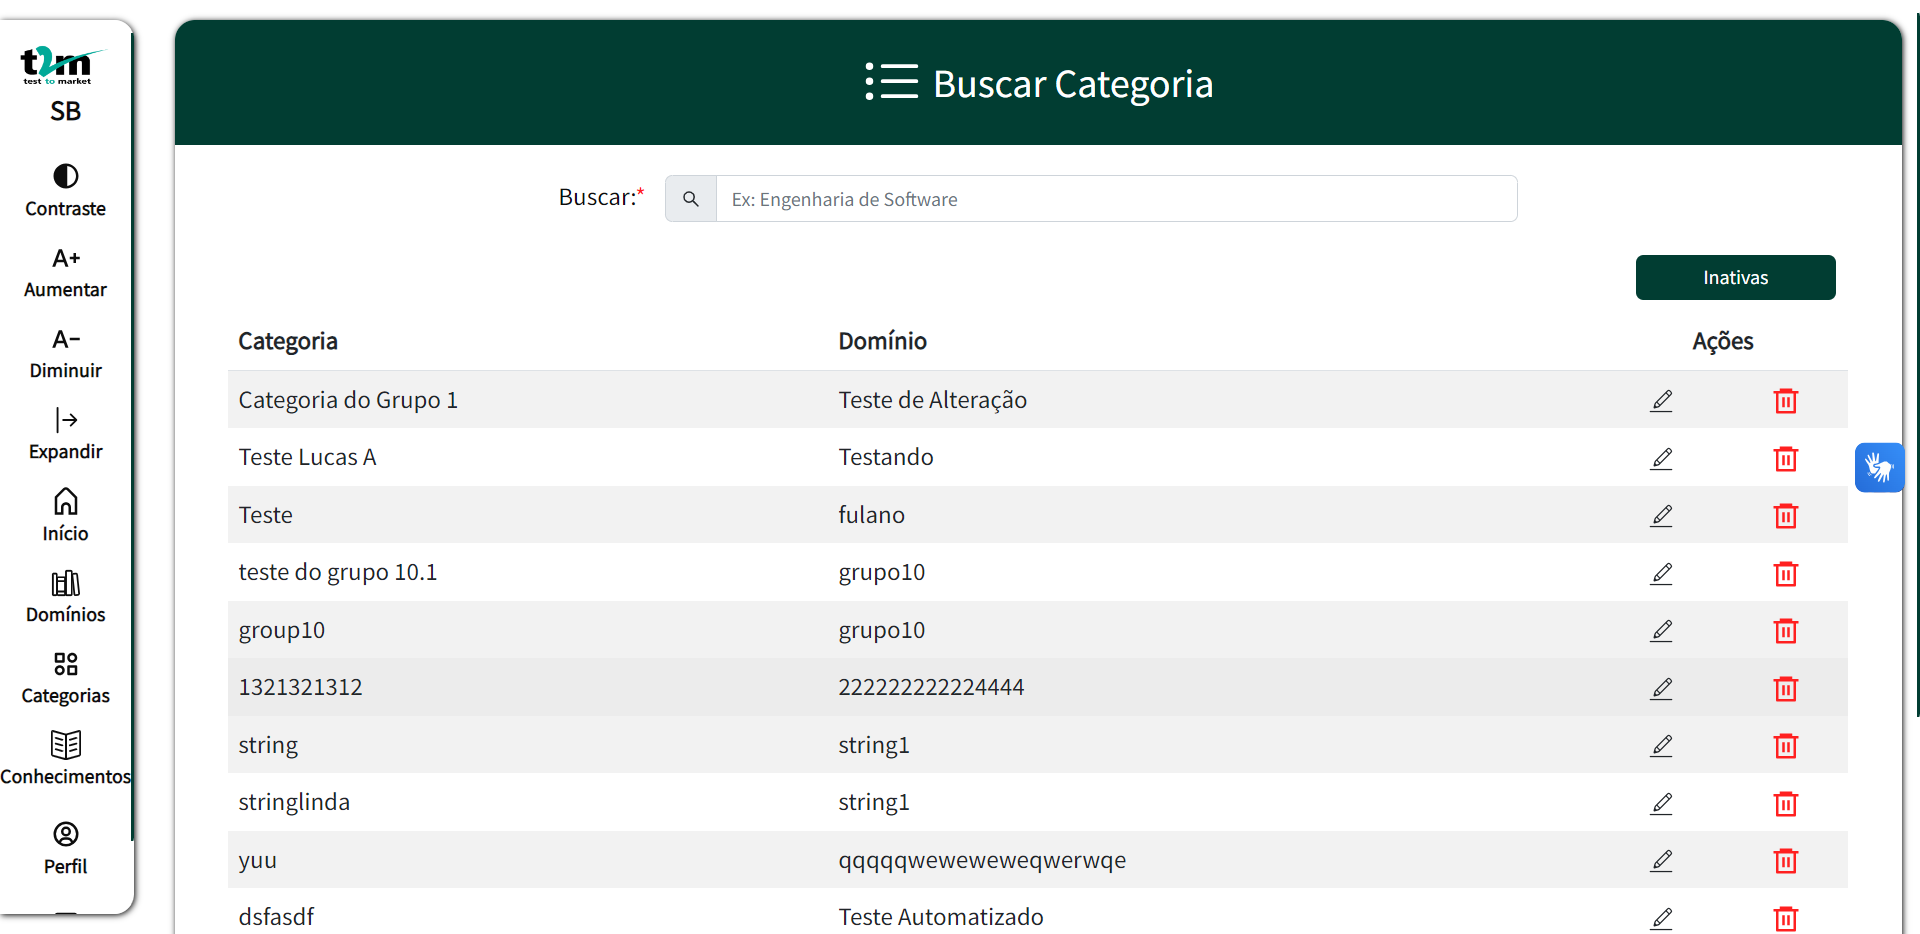 t2m
test to market
SB
Contraste
A+
Aumentar
A-
Diminuir
Expandir
Início
Domínios
Categorias
Conhecimentos
Perfil
Buscar Categoria
Buscar:*
Ex: Engenharia de Software
Inativas
Categoria Domínio Ações
Categoria do Grupo 1 Teste de Alteração
Teste Lucas A Testando
Teste fulano
teste do grupo 10.1 grupo10
group10 grupo10
1321321312 222222222224444
string string1
stringlinda string1
yuu qqqqqweweweweqwerwqe
dsfasdf Teste Automatizado